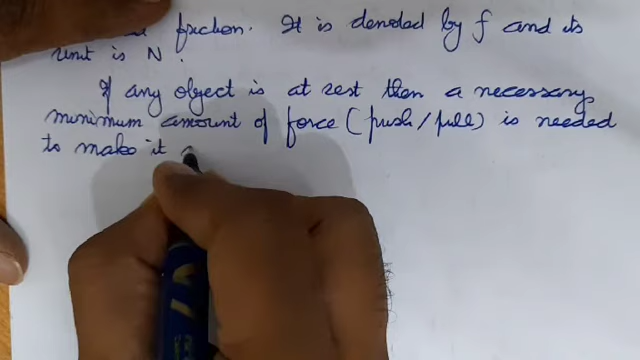 friction. It is denoted by f and its
unit is N.
If any object is at rest then a necessary
minimum amount of force (push/pull) is needed
to make it